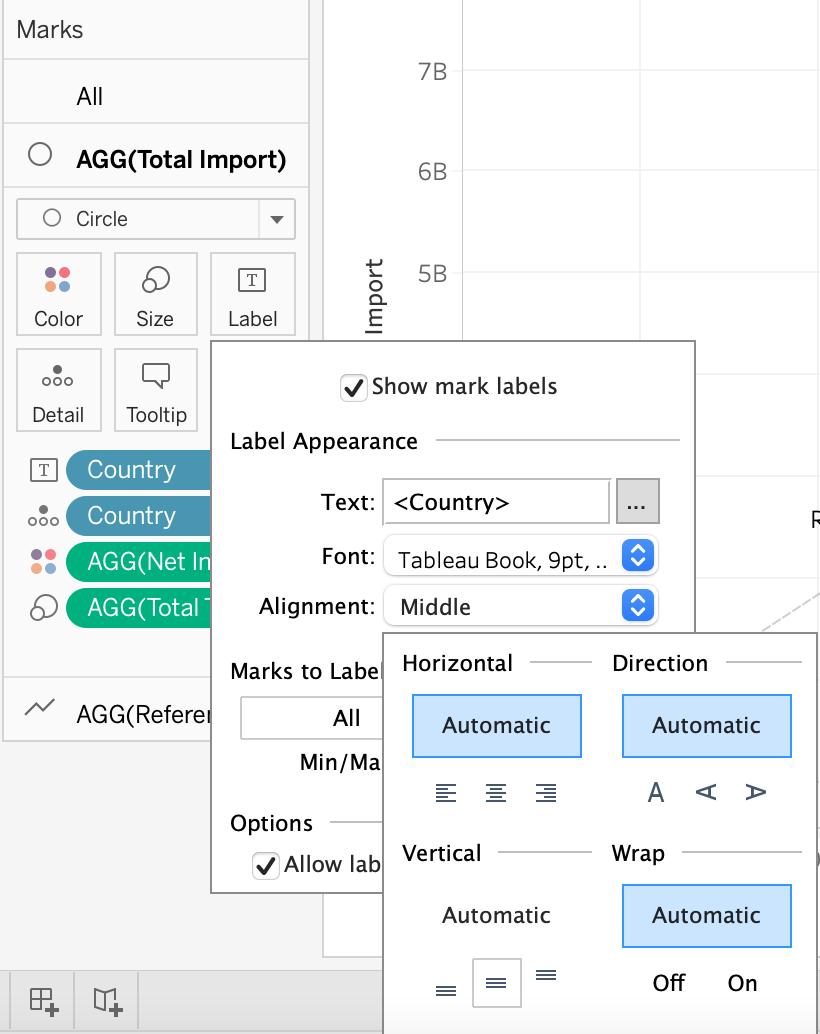 Marks
All
AGG(Total Import)
Circle
Color
Size
T
Label
Detail
Tooltip
T
Country
Country
AGG(Net In
AGG(Total T
AGG(Referen
7B
6B
5B
Import
Show mark labels
Label Appearance
Text: <Country> ...
Font: Tableau Book, 9pt, ..
Alignment: Middle
Marks to Label
All
Min/Ma
Options
Allow lab
Horizontal
Automatic
Direction
Automatic
A A A
Vertical
Automatic
Wrap
Automatic
Off On